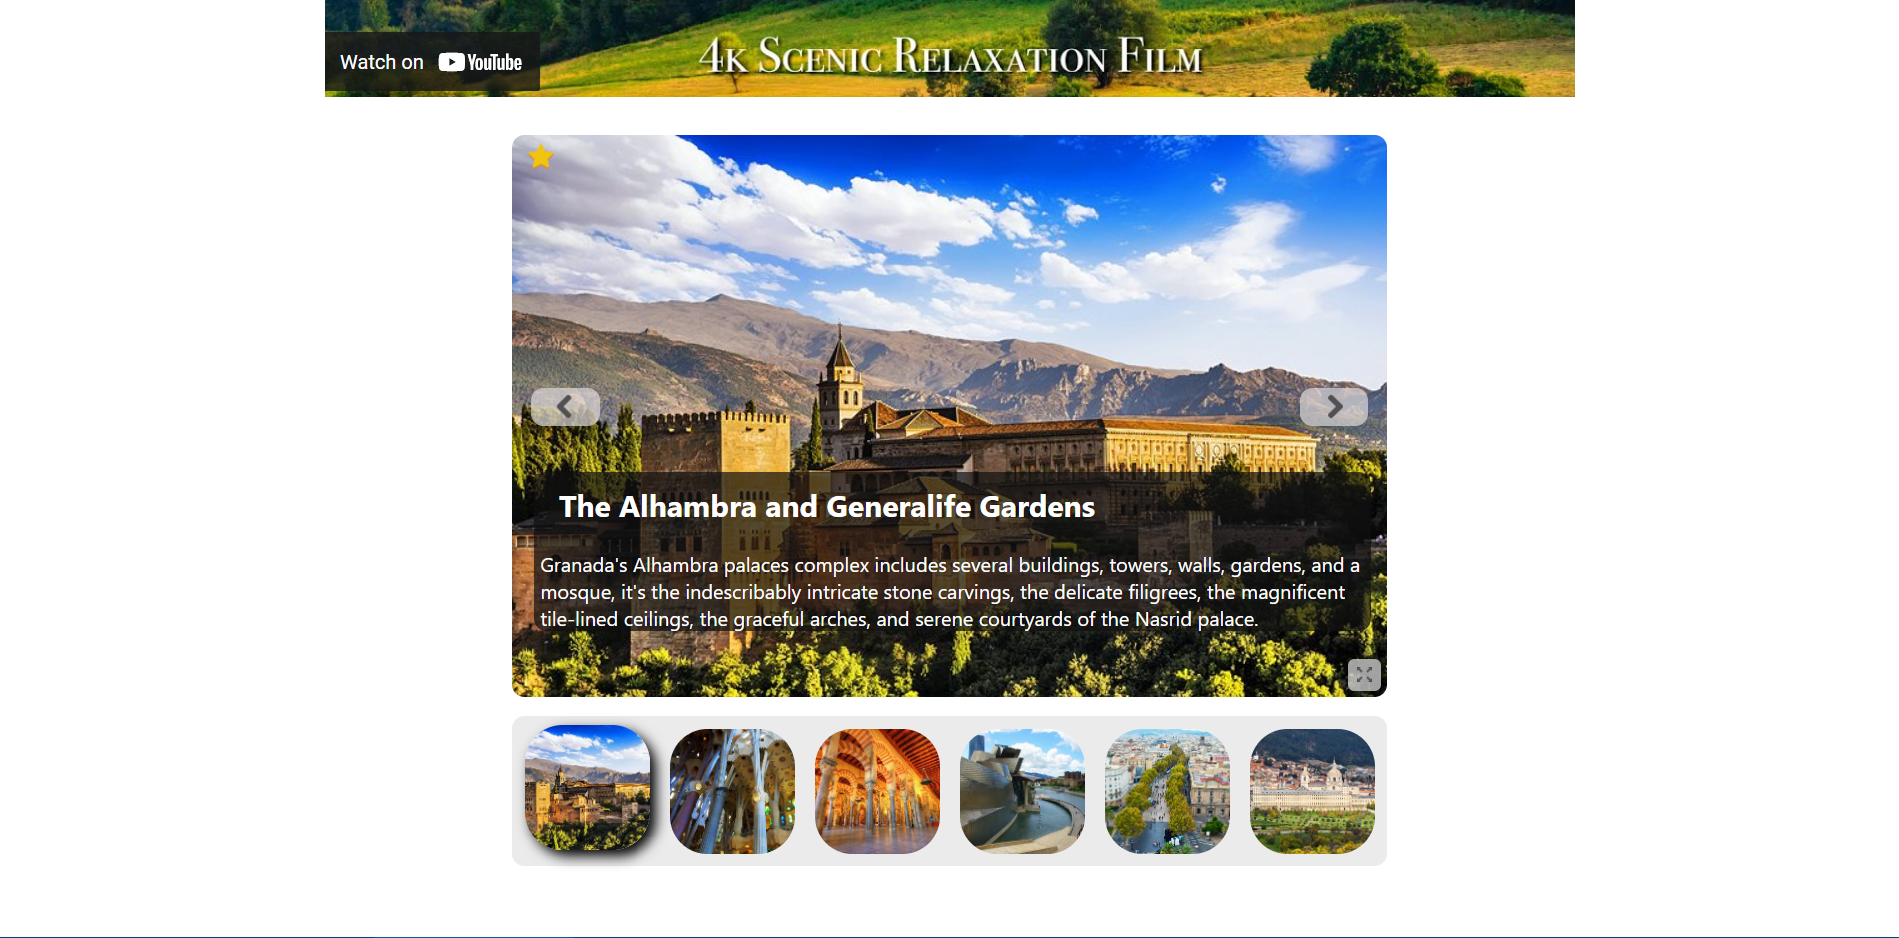 Watch on YouTube
4K Scenic Relaxation Film
The Alhambra and Generalife Gardens
Granada's Alhambra palaces complex includes several buildings, towers, walls, gardens, and a
mosque, it's the indescribably intricate stone carvings, the delicate filigrees, the magnificent
tile-lined ceilings, the graceful arches, and serene courtyards of the Nasrid palace.